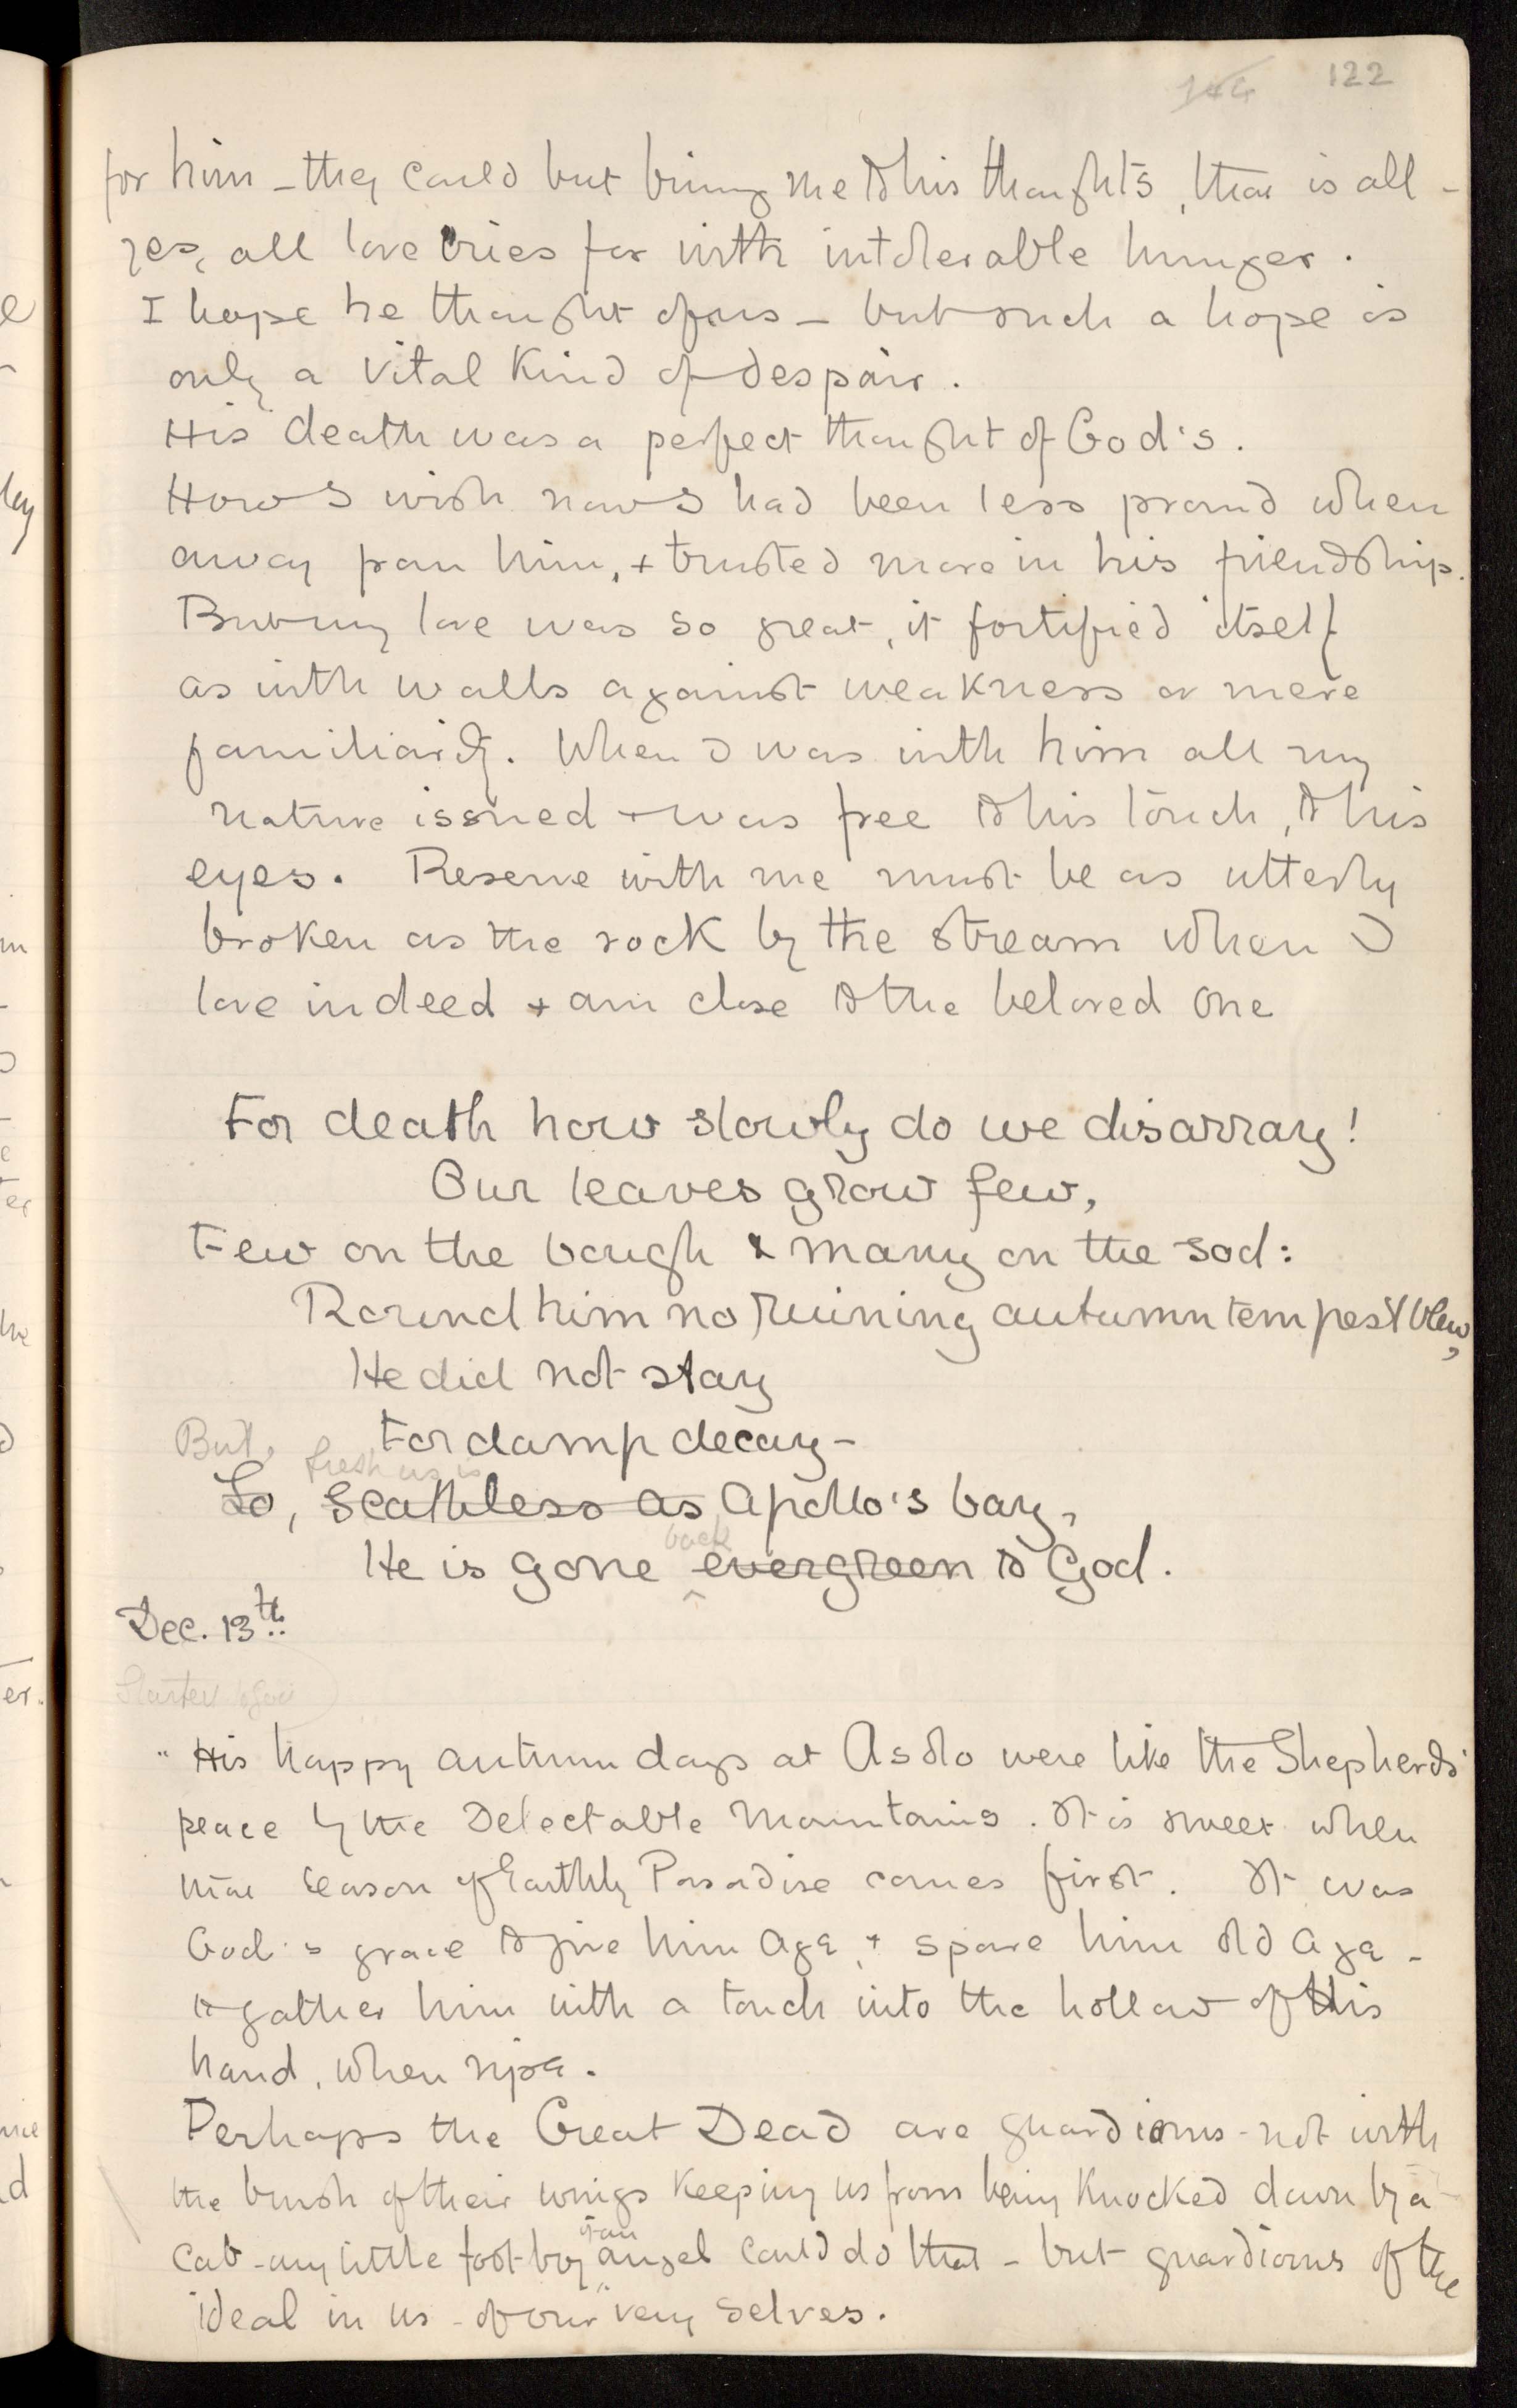 122
for him – they could but bring me to his thoughts, that is all –
yes, all love cries for with intolerable hunger.
I hope he thought of us – but such a hope is
only a vital kind of despair.
His death was a perfect thought of God's.
How I wish now I had been less proud when
away from him, + trusted more in his friendship.
But my love was so great, it fortified itself
as with walls against weakness or mere
familiarity. When I was with him all my
nature issued + was free to his touch, to his
eyes. Reserve with me must be as utterly
broken as the rock by the stream when I
love indeed + am close to the beloved one
For death how slowly do we disarray!
Our leaves grow few,
Few on the bough & many on the sod:
Round him no ruining autumn tempest blew,
He did not stay
For damp decay –
But, fresh as is
Lo, scathless as Apollo's bay,
back
He is gone evergreen to God.
Dec. 13th
"His happy autumn days at Asolo were like the Shepherds'
peace by the Delectable Mountains. It is sweet when
that season of Earthly Paradise comes first. It was
God's grace to give him age, + spare him old age –
to gather him with a touch into the hollow of His
hand, when ripe.
Perhaps the Great Dead are guardians – not with
the brush of their wings keeping us from being knocked down by a
cab – any little foot-boy of an angel could do that – but guardians of the
ideal in us – of our very selves.